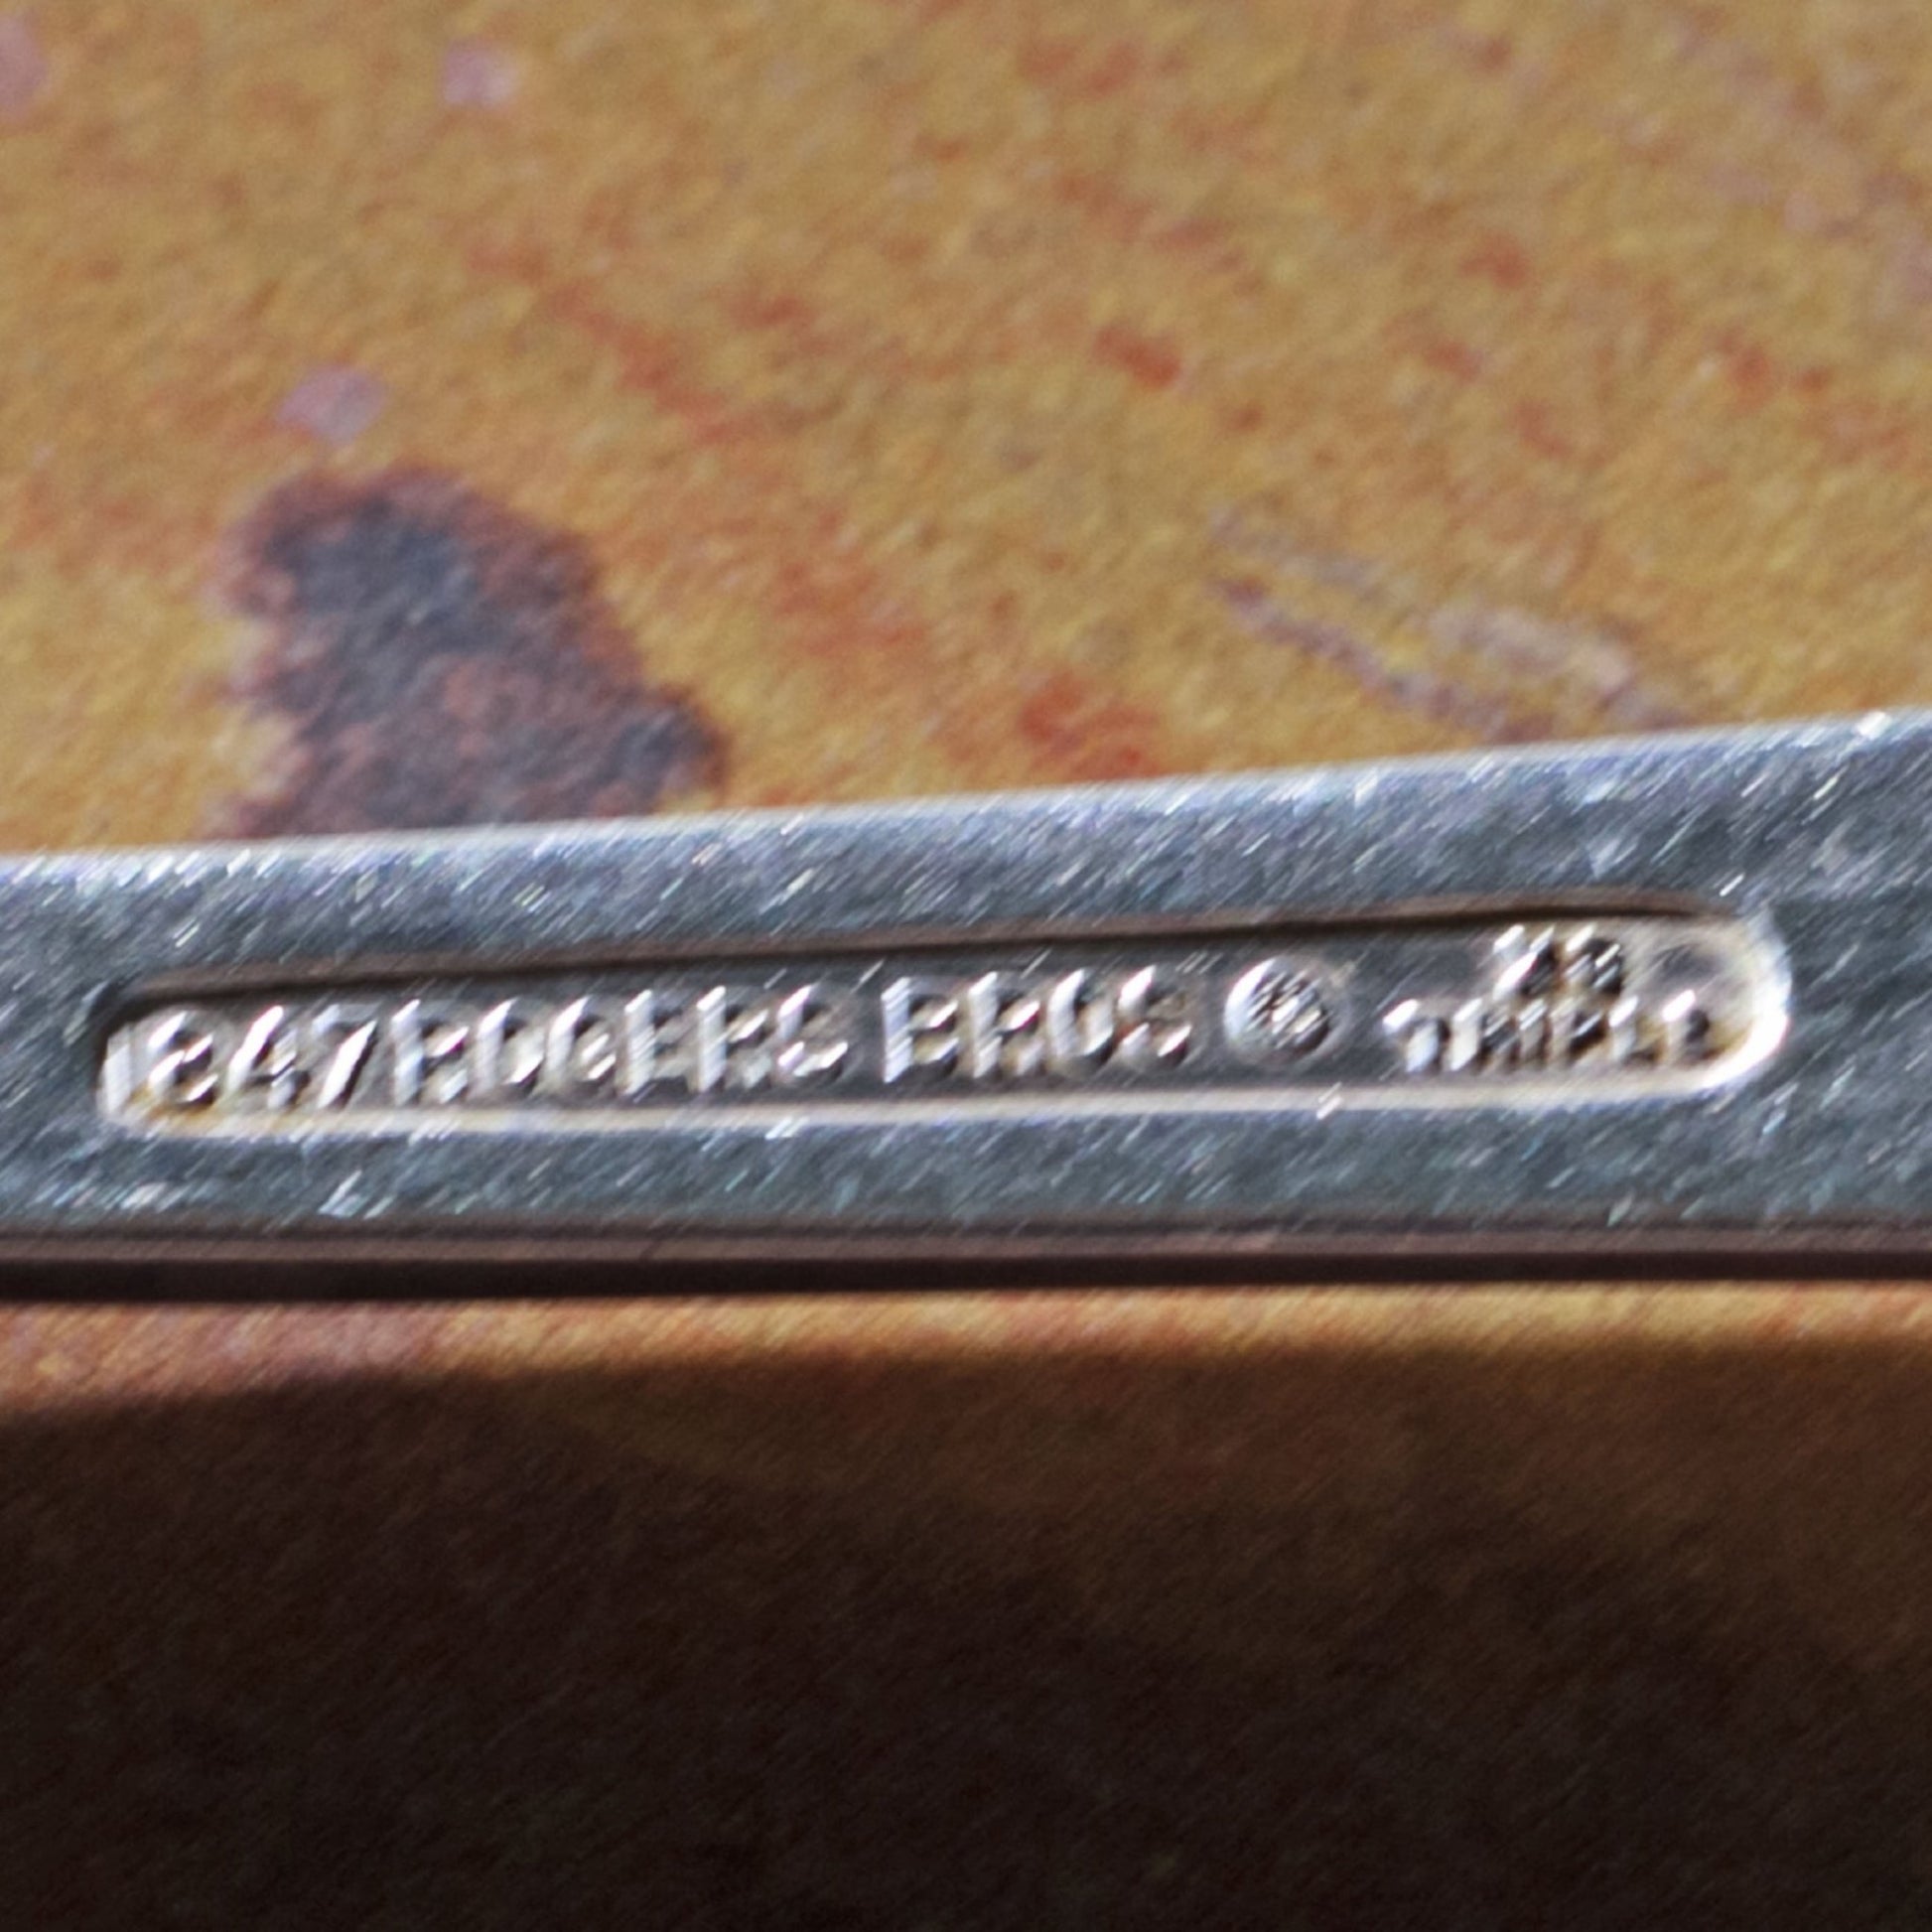 1847 ROGERS BROS ® XS
TRIPLE